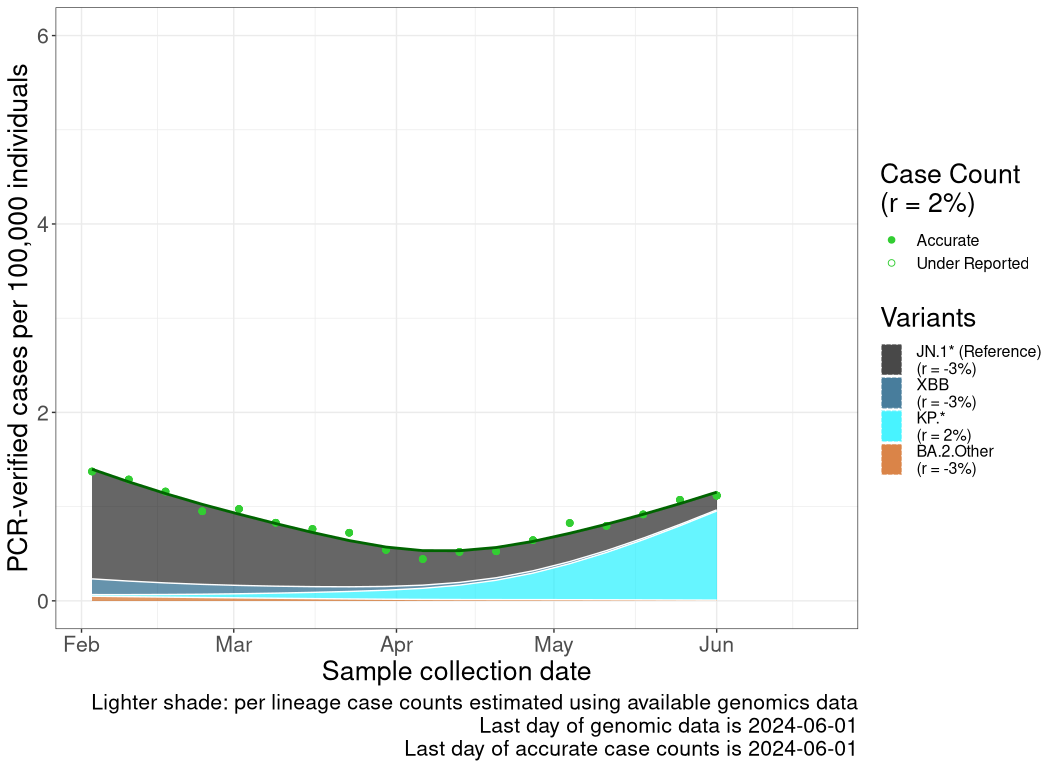 PCR-verified cases per 100,000 individuals
6
4
2
0
Feb
Mar
Apr
May
Jun
Sample collection date
Lighter shade: per lineage case counts estimated using available genomics data
Last day of genomic data is 2024-06-01
Last day of accurate case counts is 2024-06-01
Case Count
(r = 2%)
Accurate
Under Reported
Variants
JN.1* (Reference)
(r = -3%)
XBB
(r = -3%)
KP.*
(r = 2%)
BA.2.Other
(r = -3%)